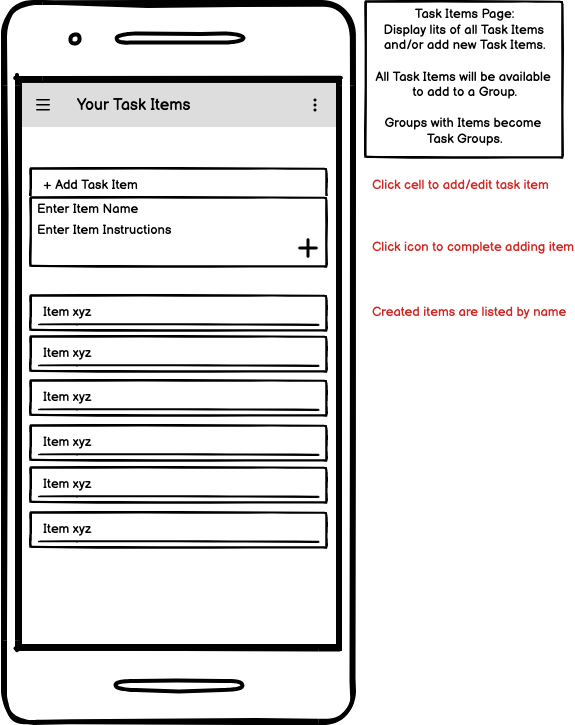 Task Items Page:
Display lits of all Task Items
and/or add new Task Items.
All Task Items will be available
to add to a Group.
Groups with Items become
Task Groups.
Your Task Items
+ Add Task Item
Click cell to add/edit task item
Enter Item Name
Enter Item Instructions
Click icon to complete adding item
Item xyz
Created items are listed by name
Item xyz
Item xyz
Item xyz
Item xyz
Item xyz